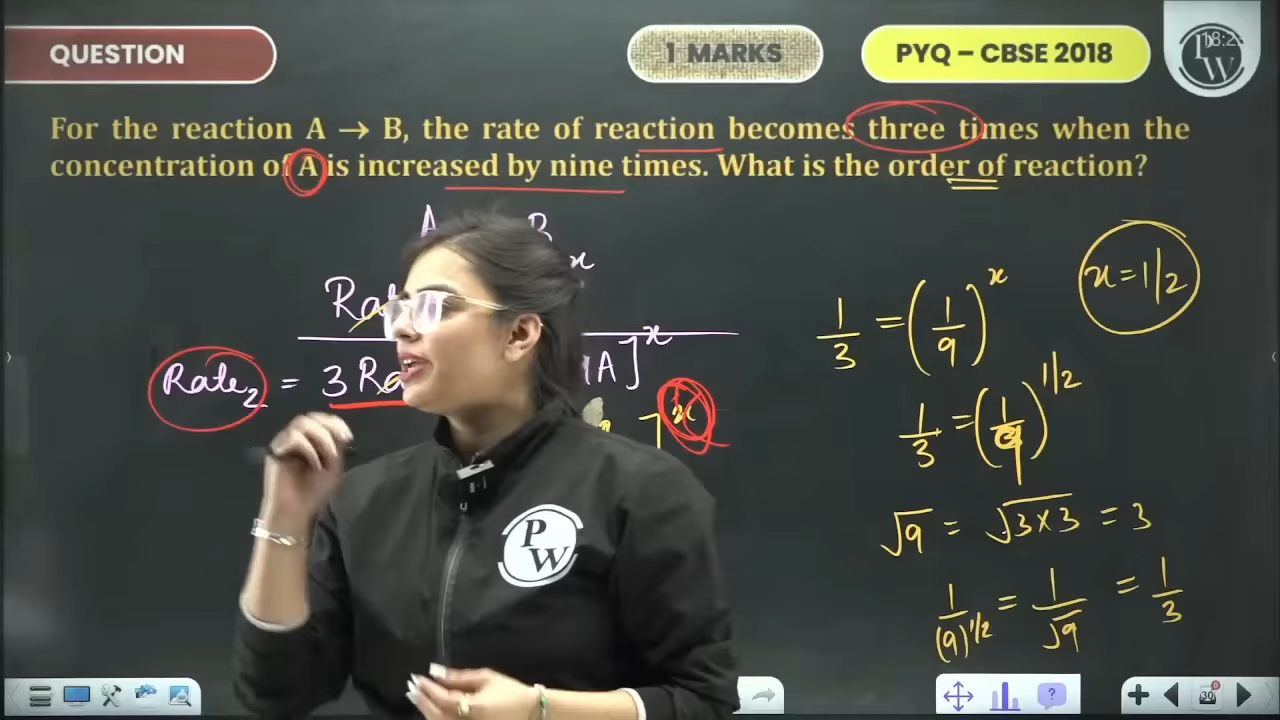 QUESTION
1 MARKS
PYQ – CBSE 2018
PW
For the reaction A → B, the rate of reaction becomes three times when the
concentration of A is increased by nine times. What is the order of reaction?
A B
x
Rate₂ = 3
A]ˣ
]ˣ
1/3 = (1/9)ˣ
x = 1/2
1/3 = (1/9)^1/2
√9 = √3×3 = 3
1/(9)^1/2 = 1/√9 = 1/3
PW
30